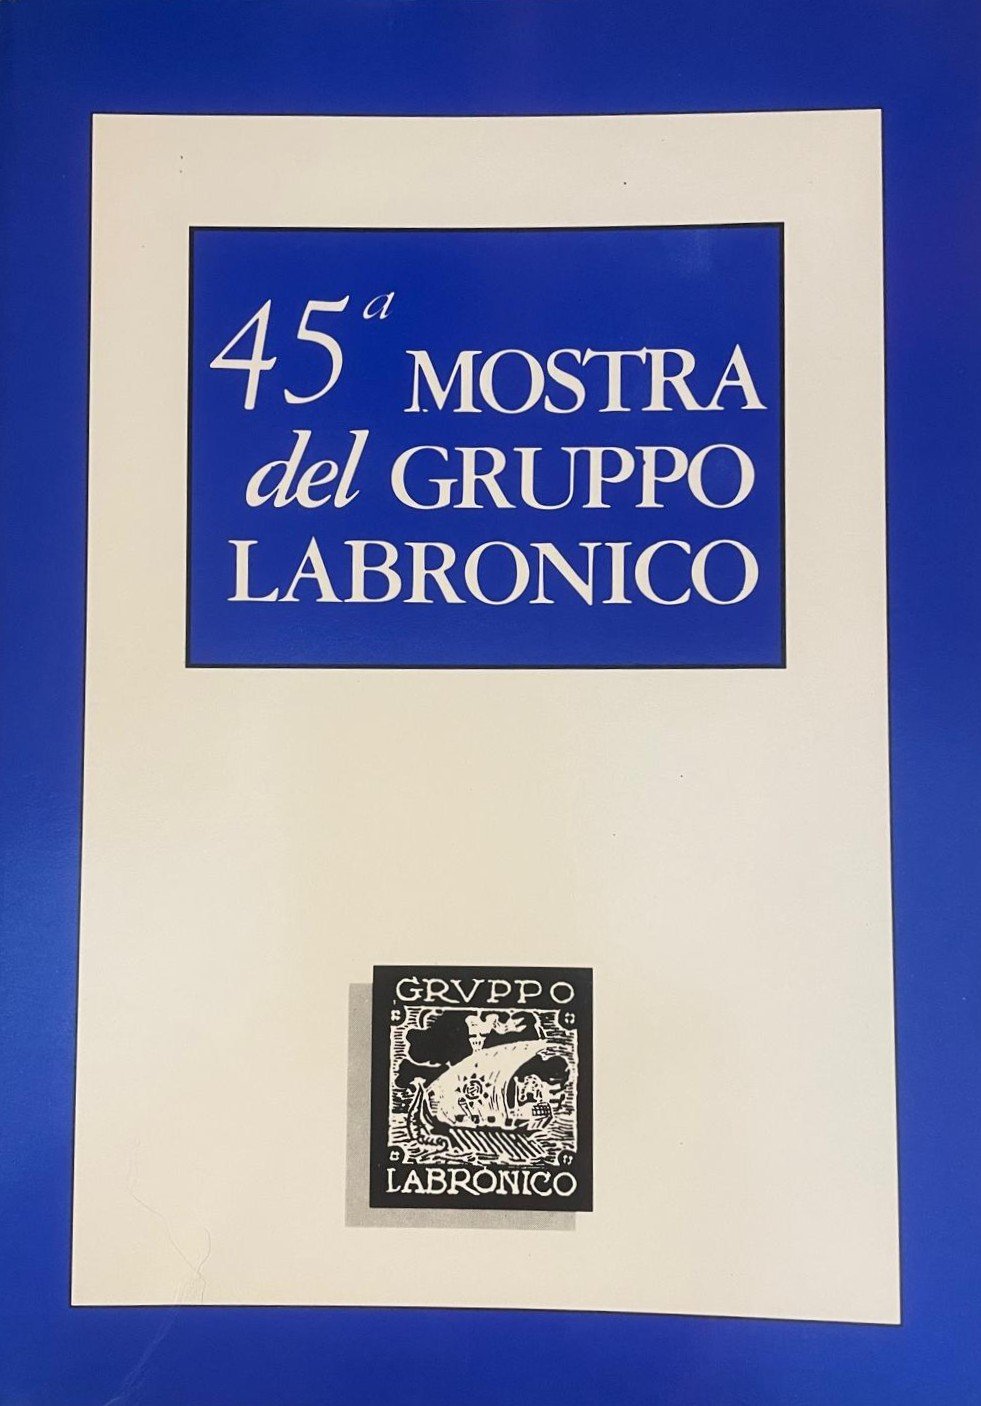 45ª MOSTRA
del GRUPPO
LABRONICO
GRVPPO
LABRONICO